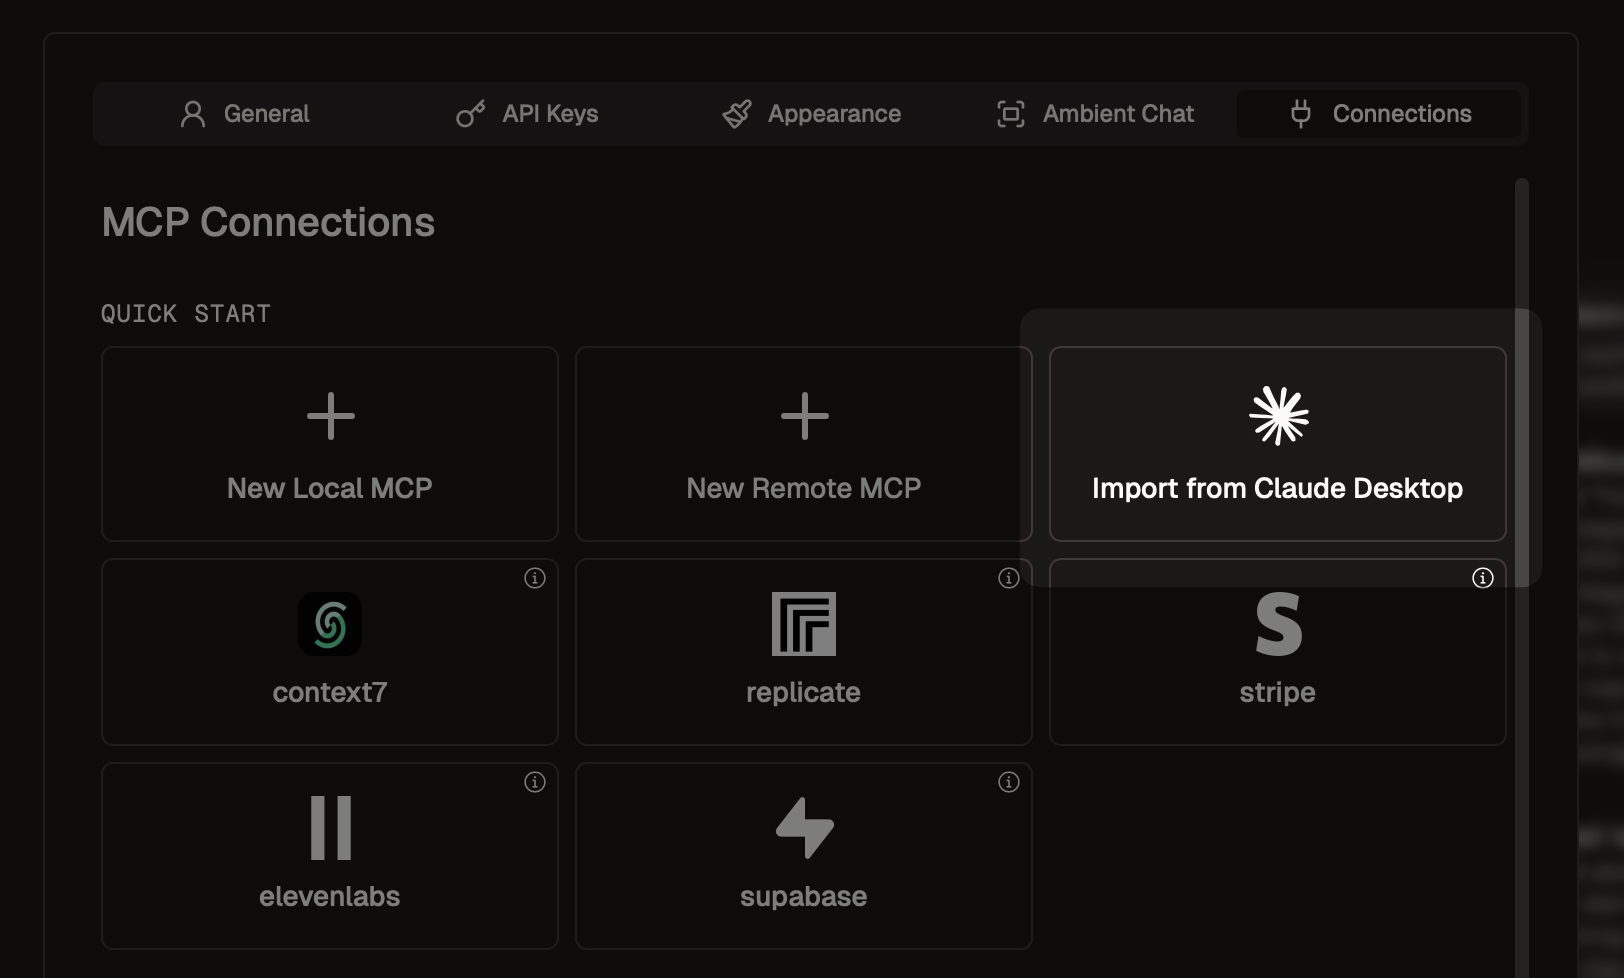 General
API Keys
Appearance
Ambient Chat
Connections
MCP Connections
QUICK START
New Local MCP
New Remote MCP
Import from Claude Desktop
context7
replicate
stripe
elevenlabs
supabase